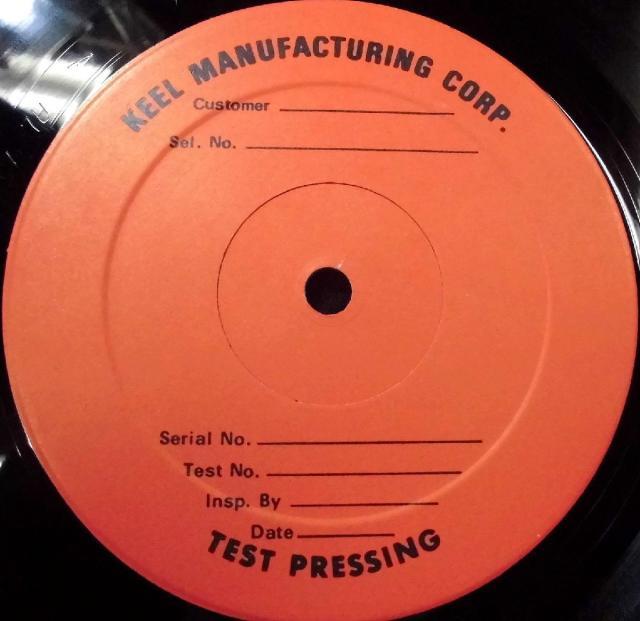 KEEL MANUFACTURING CORP.
Customer
Sel. No.
Serial No.
Test No.
Insp. By
Date
TEST PRESSING